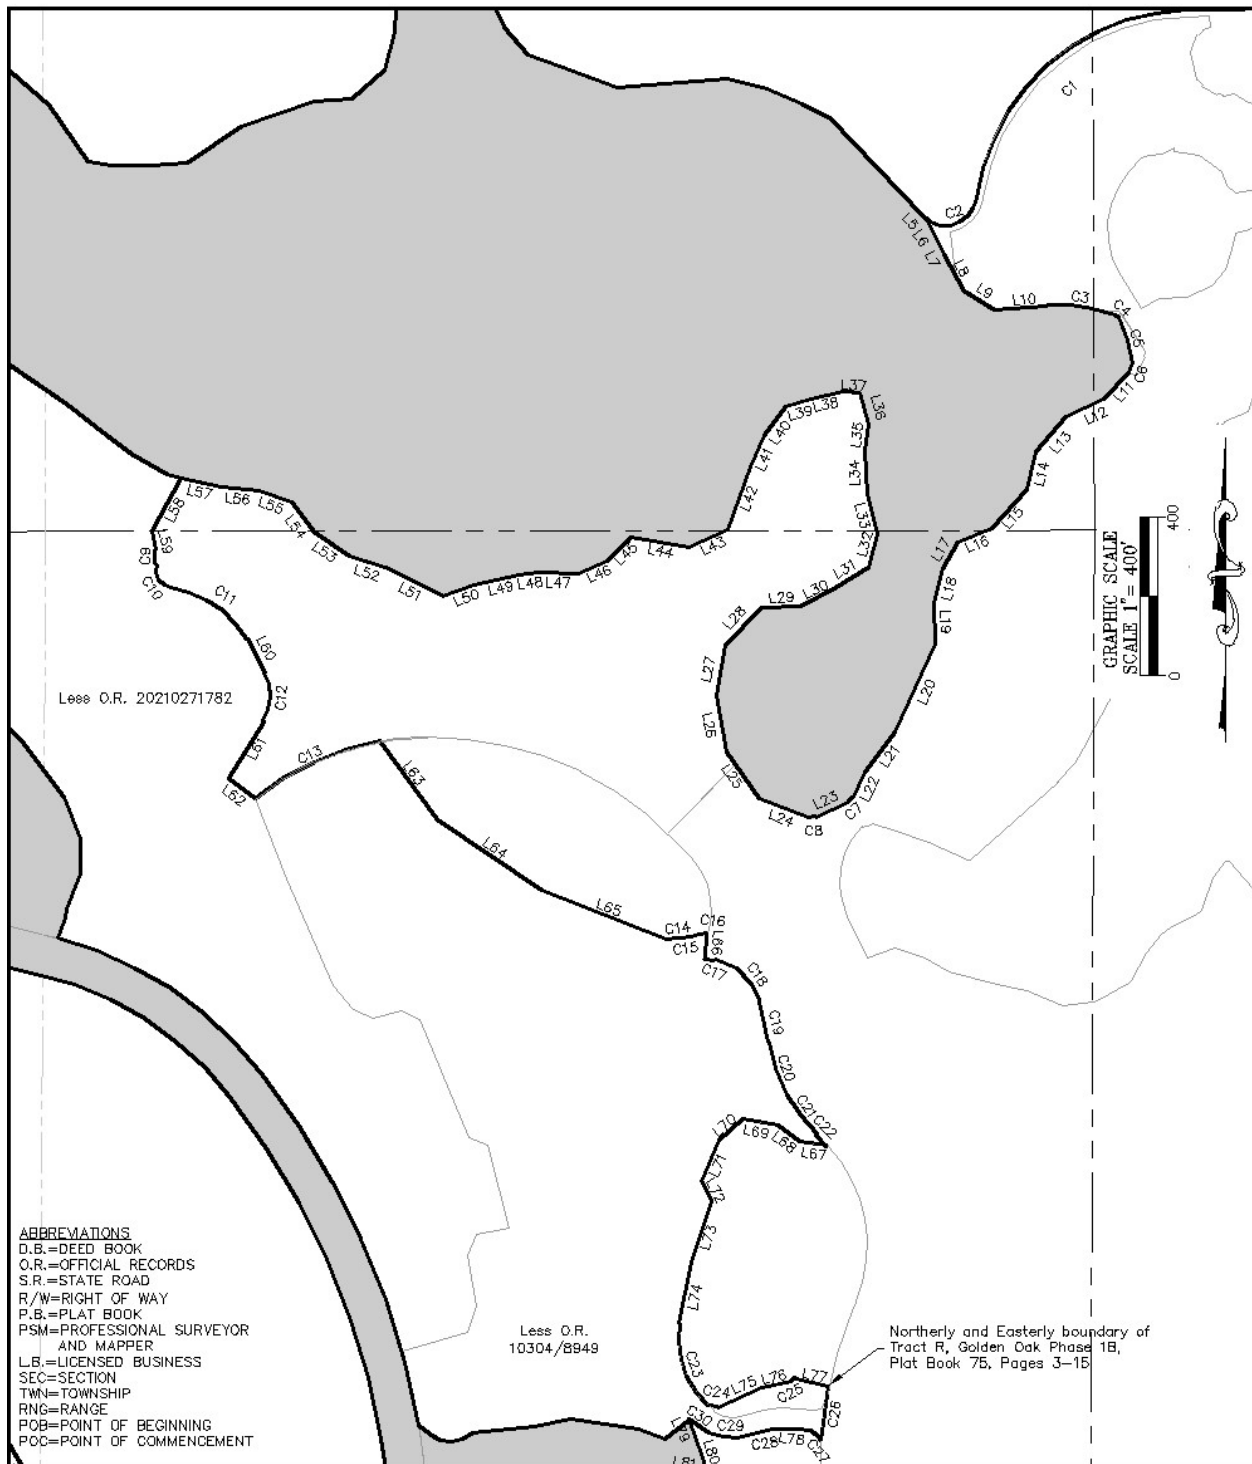 C1
C2
L5
L6
L7
L8
L9
L10
C3
C4
C5
C6
L11
L12
L13
L14
L15
L16
L17
L18
L19
L20
L21
L22
C7
L23
C8
L24
L25
L26
L27
L28
L29
L30
L31
L32
L33
L34
L35
L36
L37
L38
L39
L40
L41
L42
L43
L44
L45
L46
L47
L48
L49
L50
L51
L52
L53
L54
L55
L56
L57
L58
L59
C9
C10
C11
L60
C12
L61
L62
C13
L63
L64
L65
C14
C15
C16
L66
C17
C18
C19
C20
C21
C22
L67
L68
L69
L70
L71
L72
L73
L74
C23
C24
L75
L76
C25
L77
C26
C27
L78
C28
C29
C30
L79
L80
L81
GRAPHIC SCALE
SCALE 1"= 400'
0
400
Less O.R. 20210271782
Less O.R.
10304/8949
Northerly and Easterly boundary of
Tract R, Golden Oak Phase 1B,
Plat Book 75, Pages 3-15
ABBREVIATIONS
D.B.=DEED BOOK
O.R.=OFFICIAL RECORDS
S.R.=STATE ROAD
R/W=RIGHT OF WAY
P.B.=PLAT BOOK
PSM=PROFESSIONAL SURVEYOR
AND MAPPER
L.B.=LICENSED BUSINESS
SEC=SECTION
TWN=TOWNSHIP
RNG=RANGE
POB=POINT OF BEGINNING
POC=POINT OF COMMENCEMENT